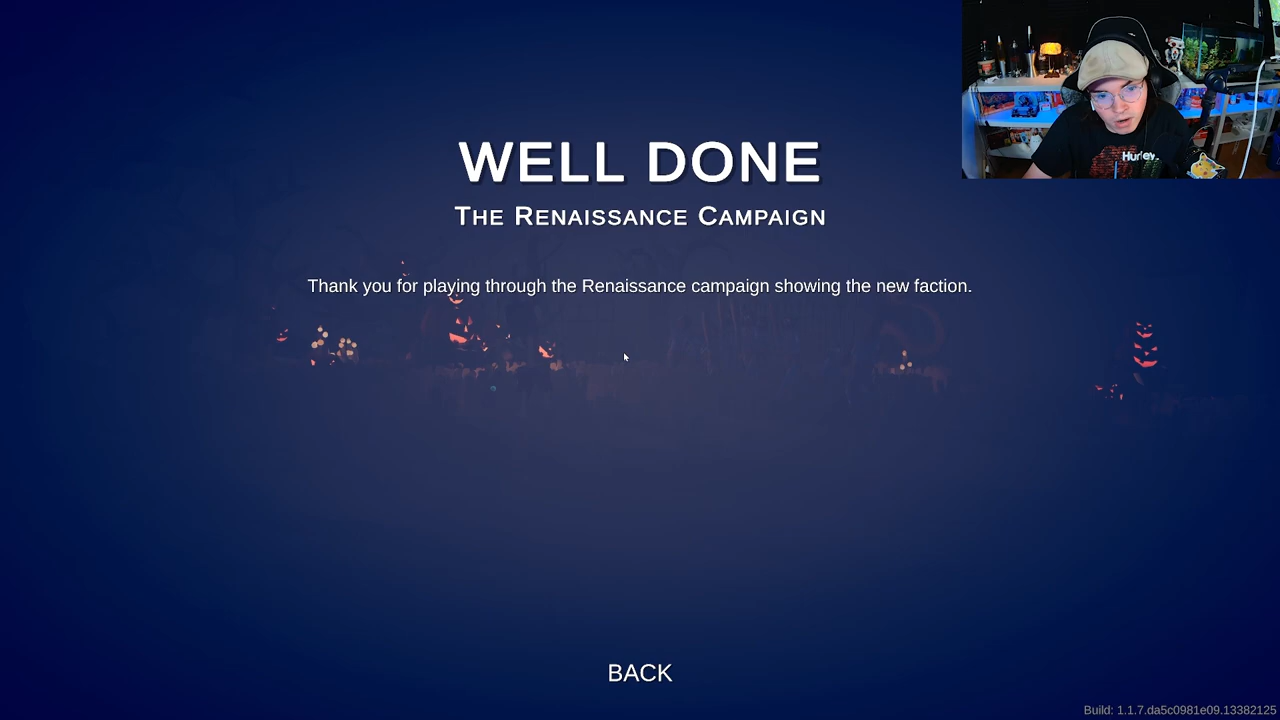 WELL DONE
The Renaissance Campaign
Thank you for playing through the Renaissance campaign showing the new faction.
BACK
Build: 1.1.7.da5c0981e09.13382125
Hurley